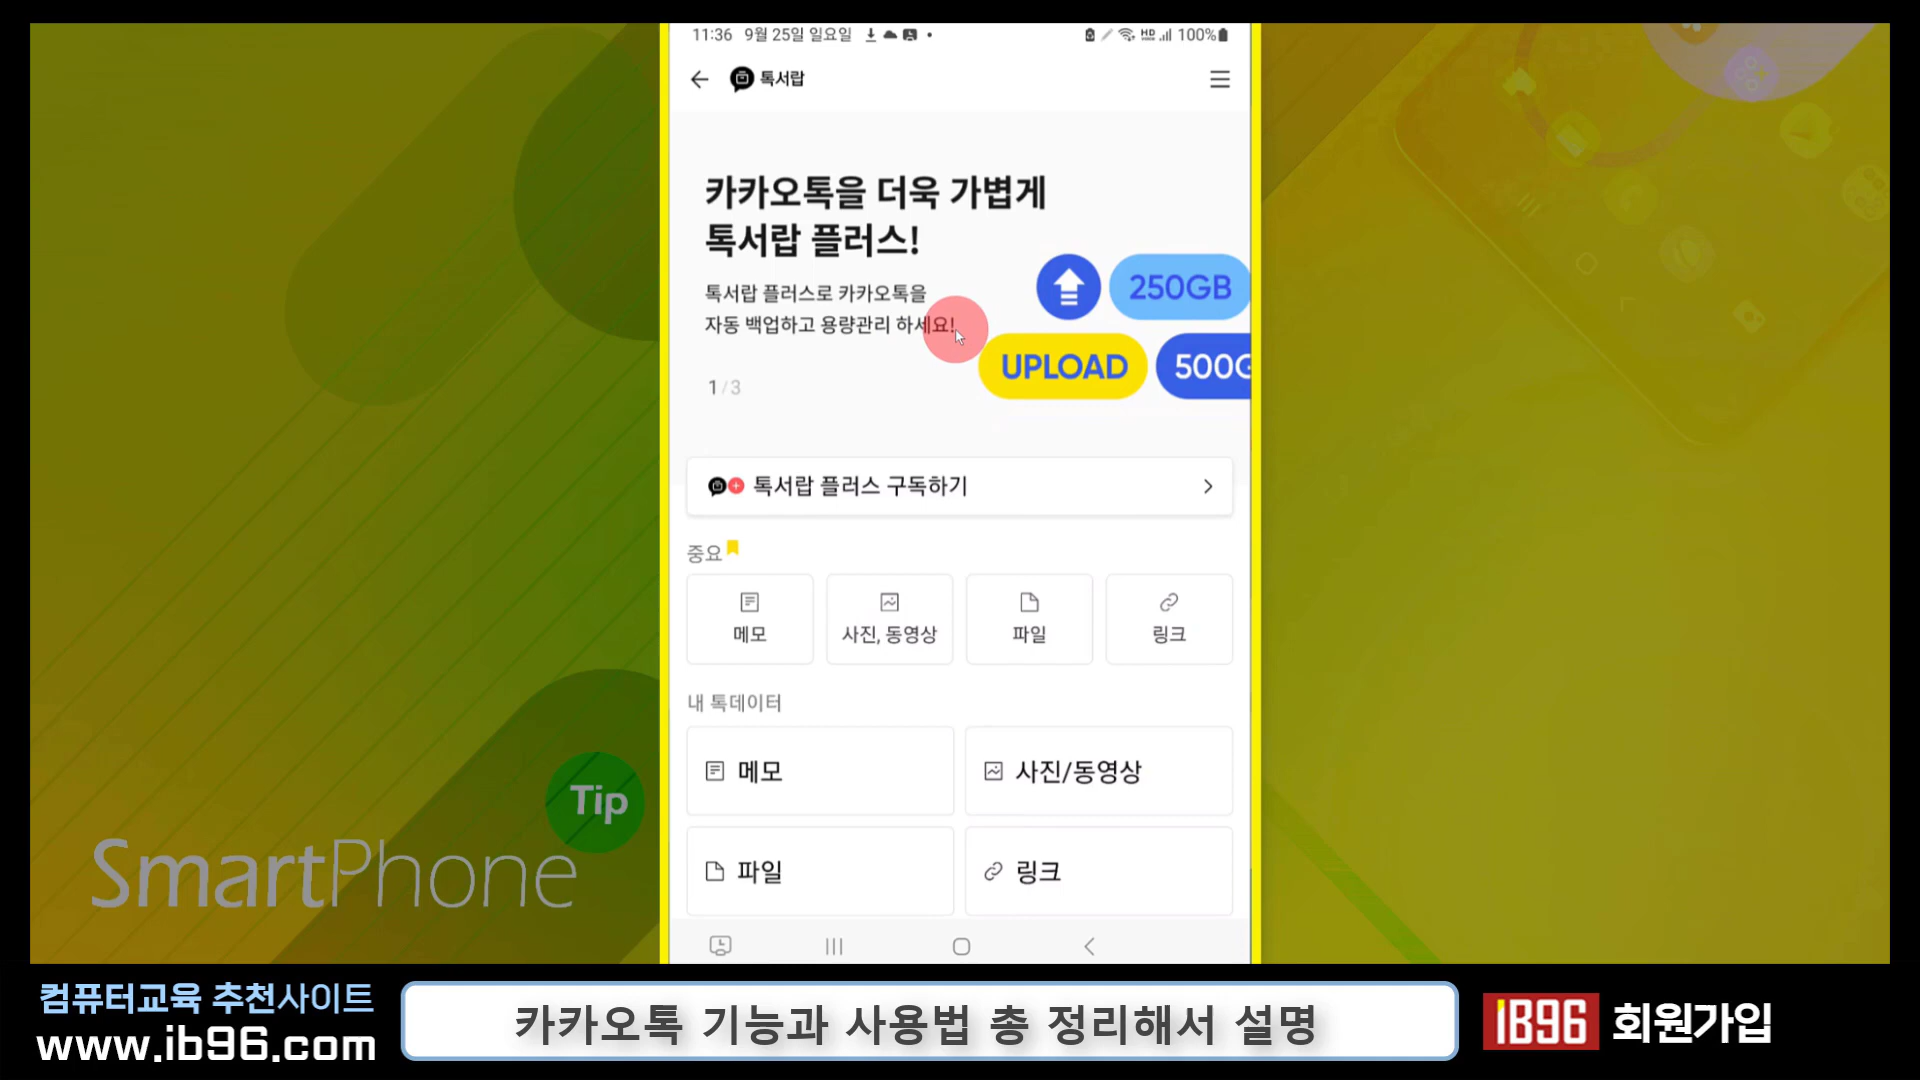 11:36 9월 25일 일요일
HD 100%
톡서랍
카카오톡을 더욱 가볍게
톡서랍 플러스!
톡서랍 플러스로 카카오톡을
자동 백업하고 용량관리 하세요!
250GB
UPLOAD
500G
1/3
톡서랍 플러스 구독하기
중요
메모
사진, 동영상
파일
링크
내 톡데이터
메모
사진/동영상
파일
링크
Tip
SmartPhone
컴퓨터교육 추천사이트
www.ib96.com
카카오톡 기능과 사용법 총 정리해서 설명
IB96 회원가입